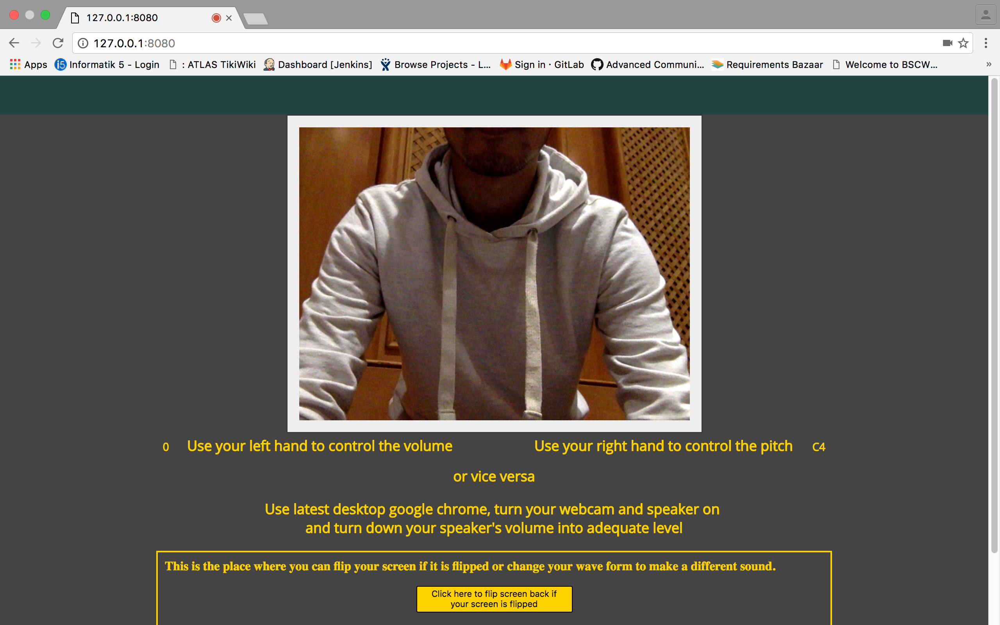 127.0.0.1:8080
127.0.0.1:8080
Apps i5 Informatik 5 - Login : ATLAS TikiWiki Dashboard [Jenkins] Browse Projects - L... Sign in · GitLab Advanced Communi... Requirements Bazaar Welcome to BSCW... »
0 Use your left hand to control the volume Use your right hand to control the pitch C4
or vice versa
Use latest desktop google chrome, turn your webcam and speaker on
and turn down your speaker's volume into adequate level
This is the place where you can flip your screen if it is flipped or change your wave form to make a different sound.
Click here to flip screen back if
your screen is flipped